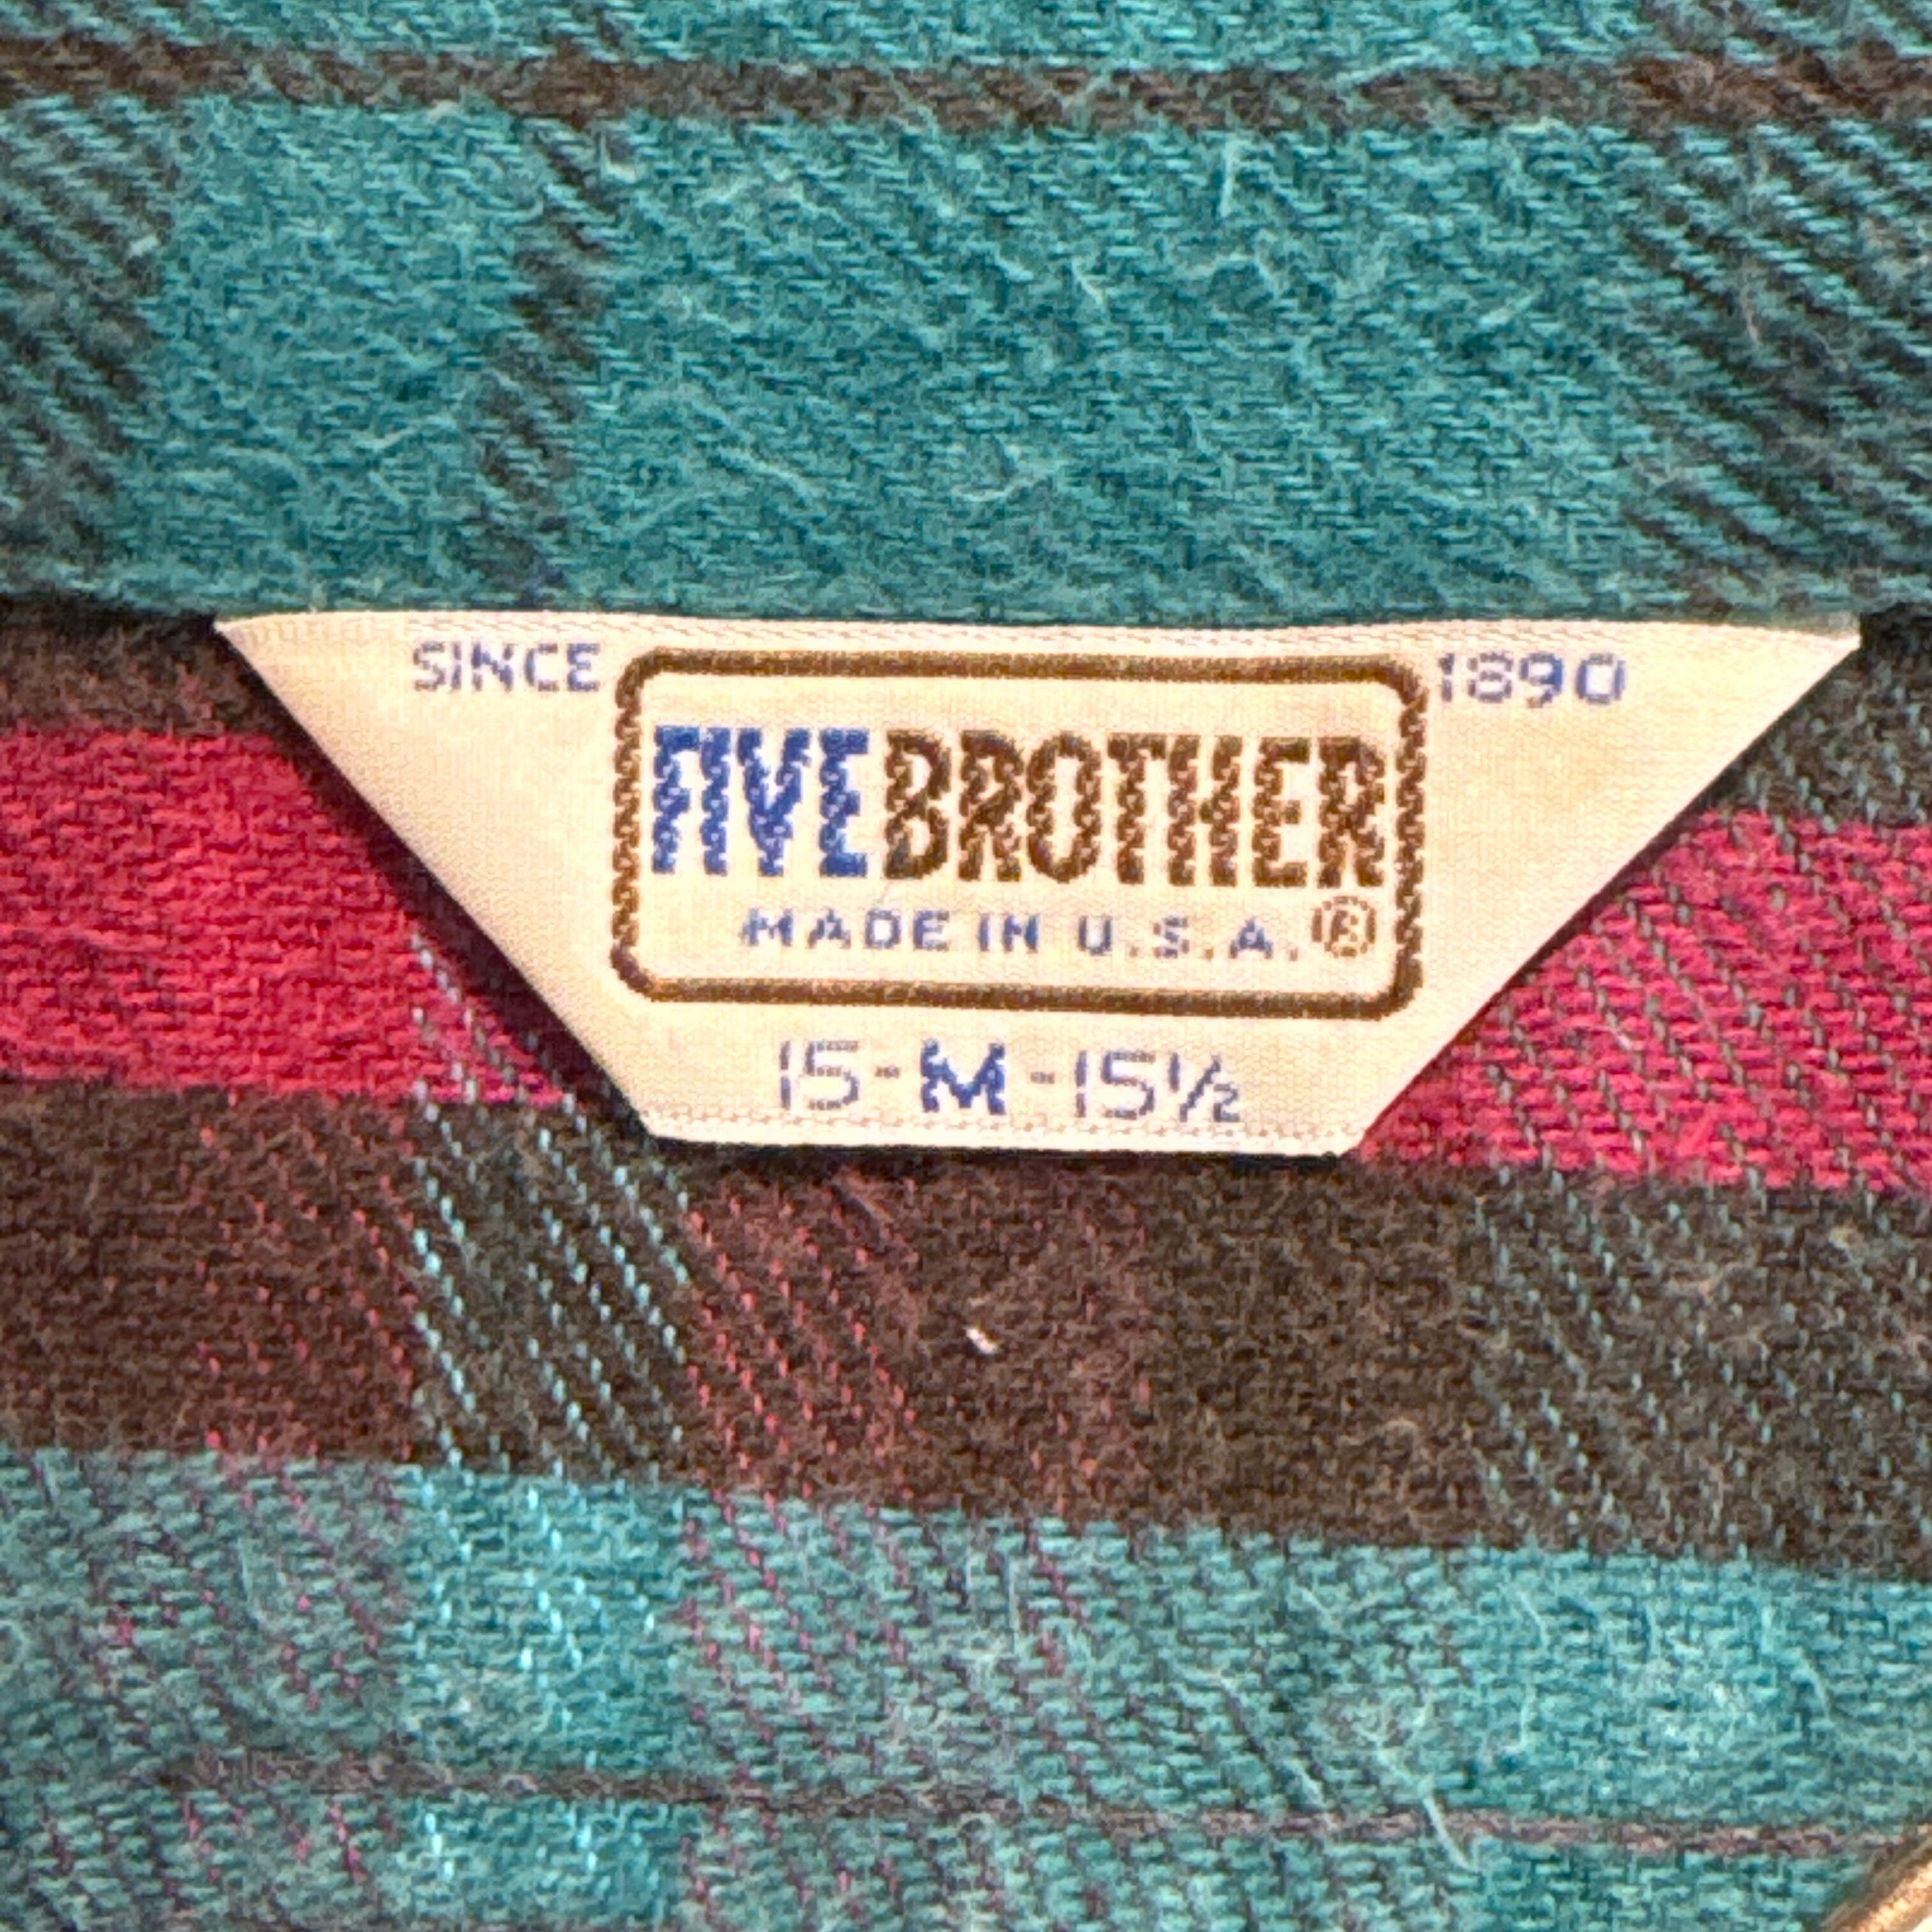 SINCE 1890
FIVE BROTHER
MADE IN U.S.A.®
15-M-15½